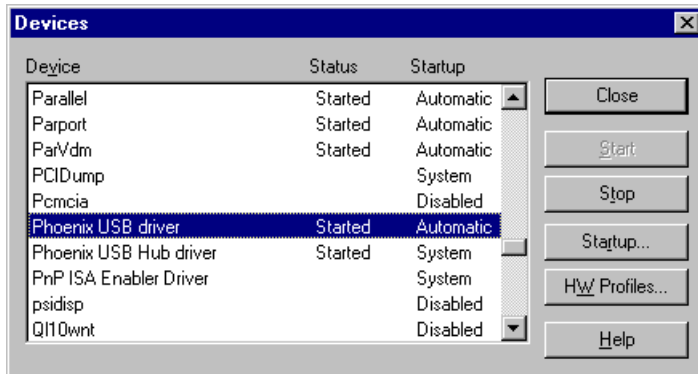 Devices
Device Status Startup
Parallel Started Automatic
Parport Started Automatic
ParVdm Started Automatic
PCIDump System
Pcmcia Disabled
Phoenix USB driver Started Automatic
Phoenix USB Hub driver Started System
PnP ISA Enabler Driver System
psidisp Disabled
Ql10wnt Disabled
Close
Start
Stop
Startup...
HW Profiles...
Help